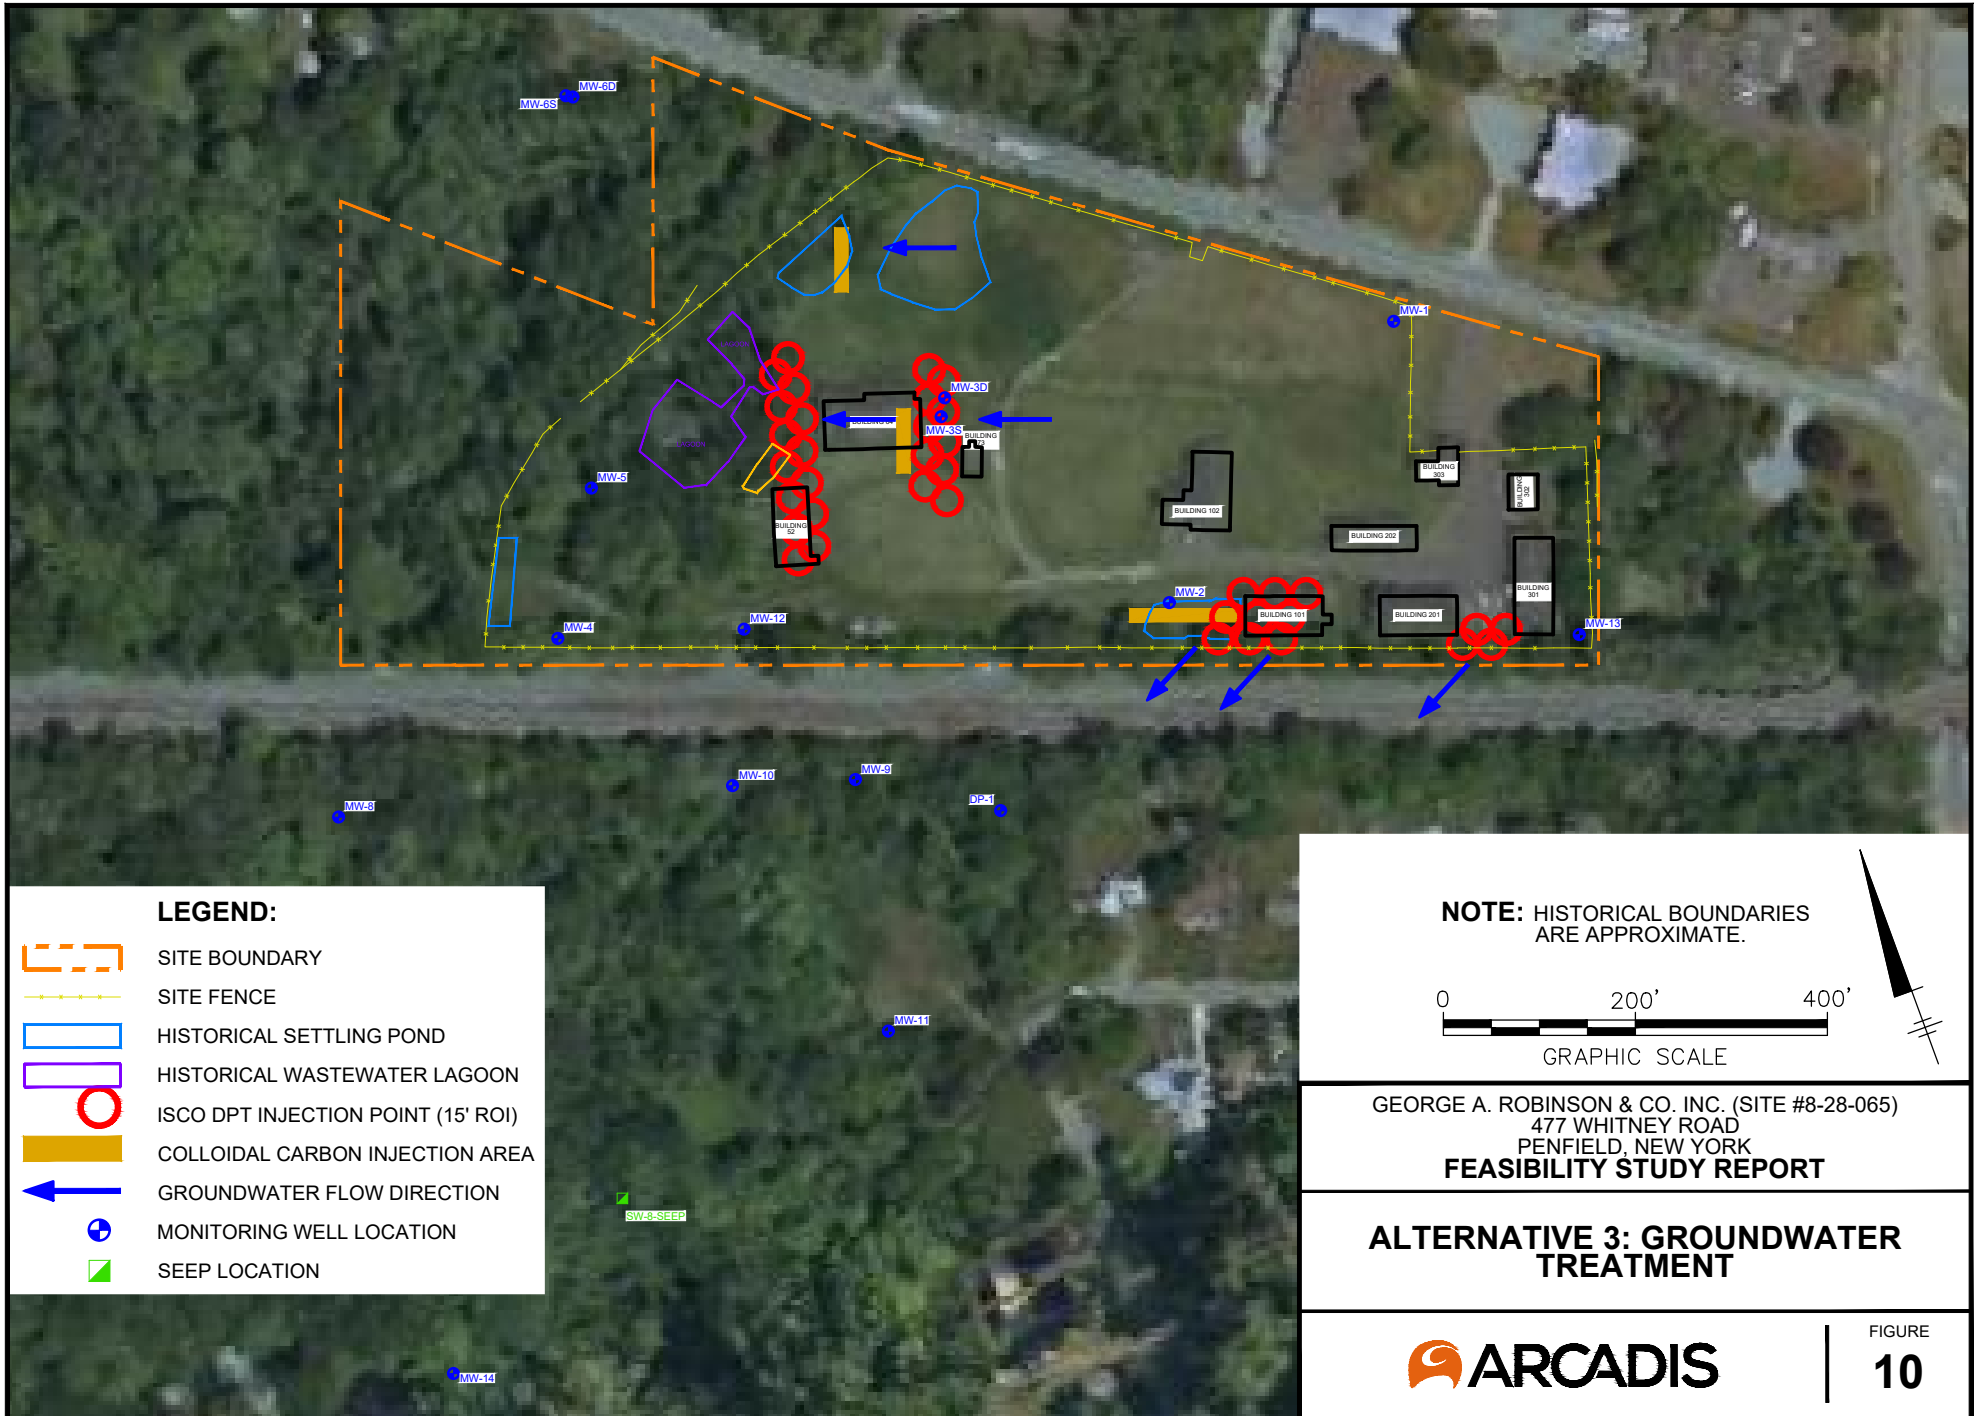 MW-6D
MW-6S
MW-1
MW-3D
MW-3S
BUILDING
MW-5
BUILDING
303
BUILDING
302
BUILDING 102
BUILDING
52
BUILDING 202
MW-2
BUILDING 101
BUILDING 201
BUILDING
301
MW-12
MW-4
MW-13
MW-10
MW-9
DP-1
MW-8
MW-11
SW-8-SEEP
MW-14
LEGEND:
SITE BOUNDARY
SITE FENCE
HISTORICAL SETTLING POND
HISTORICAL WASTEWATER LAGOON
ISCO DPT INJECTION POINT (15' ROI)
COLLOIDAL CARBON INJECTION AREA
GROUNDWATER FLOW DIRECTION
MONITORING WELL LOCATION
SEEP LOCATION
NOTE: HISTORICAL BOUNDARIES
ARE APPROXIMATE.
0 200' 400'
GRAPHIC SCALE
GEORGE A. ROBINSON & CO. INC. (SITE #8-28-065)
477 WHITNEY ROAD
PENFIELD, NEW YORK
FEASIBILITY STUDY REPORT
ALTERNATIVE 3: GROUNDWATER
TREATMENT
ARCADIS
FIGURE
10